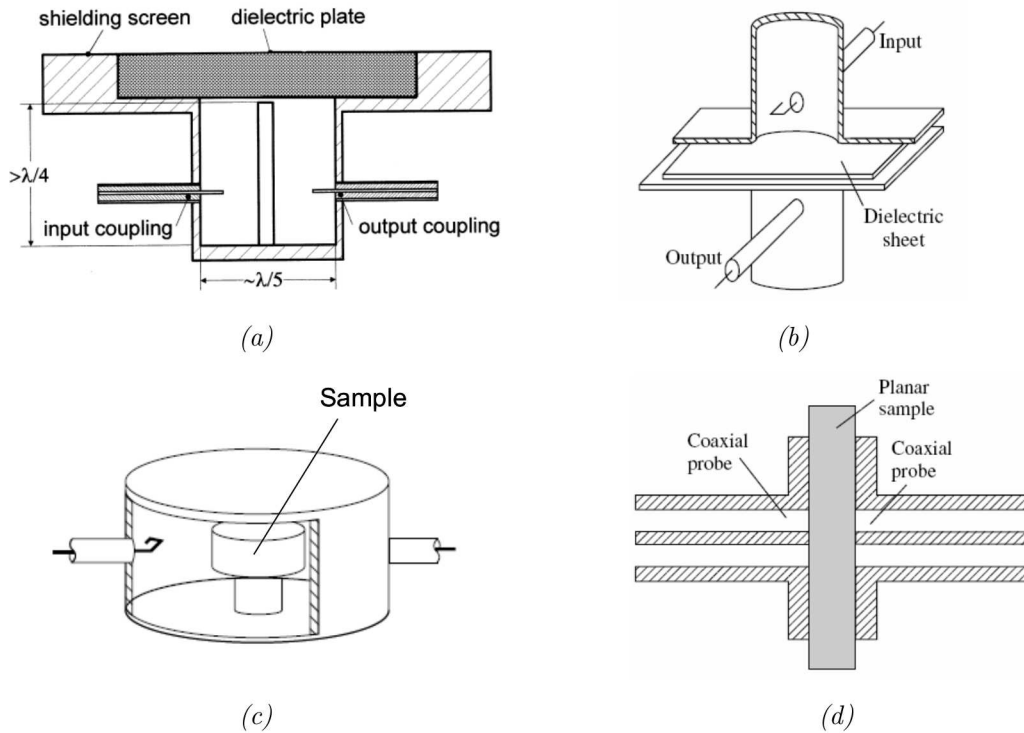 shielding screen
dielectric plate
>λ/4
input coupling
output coupling
~λ/5
(a)
Input
Dielectric
sheet
Output
(b)
Sample
(c)
Planar
sample
Coaxial
probe
Coaxial
probe
(d)